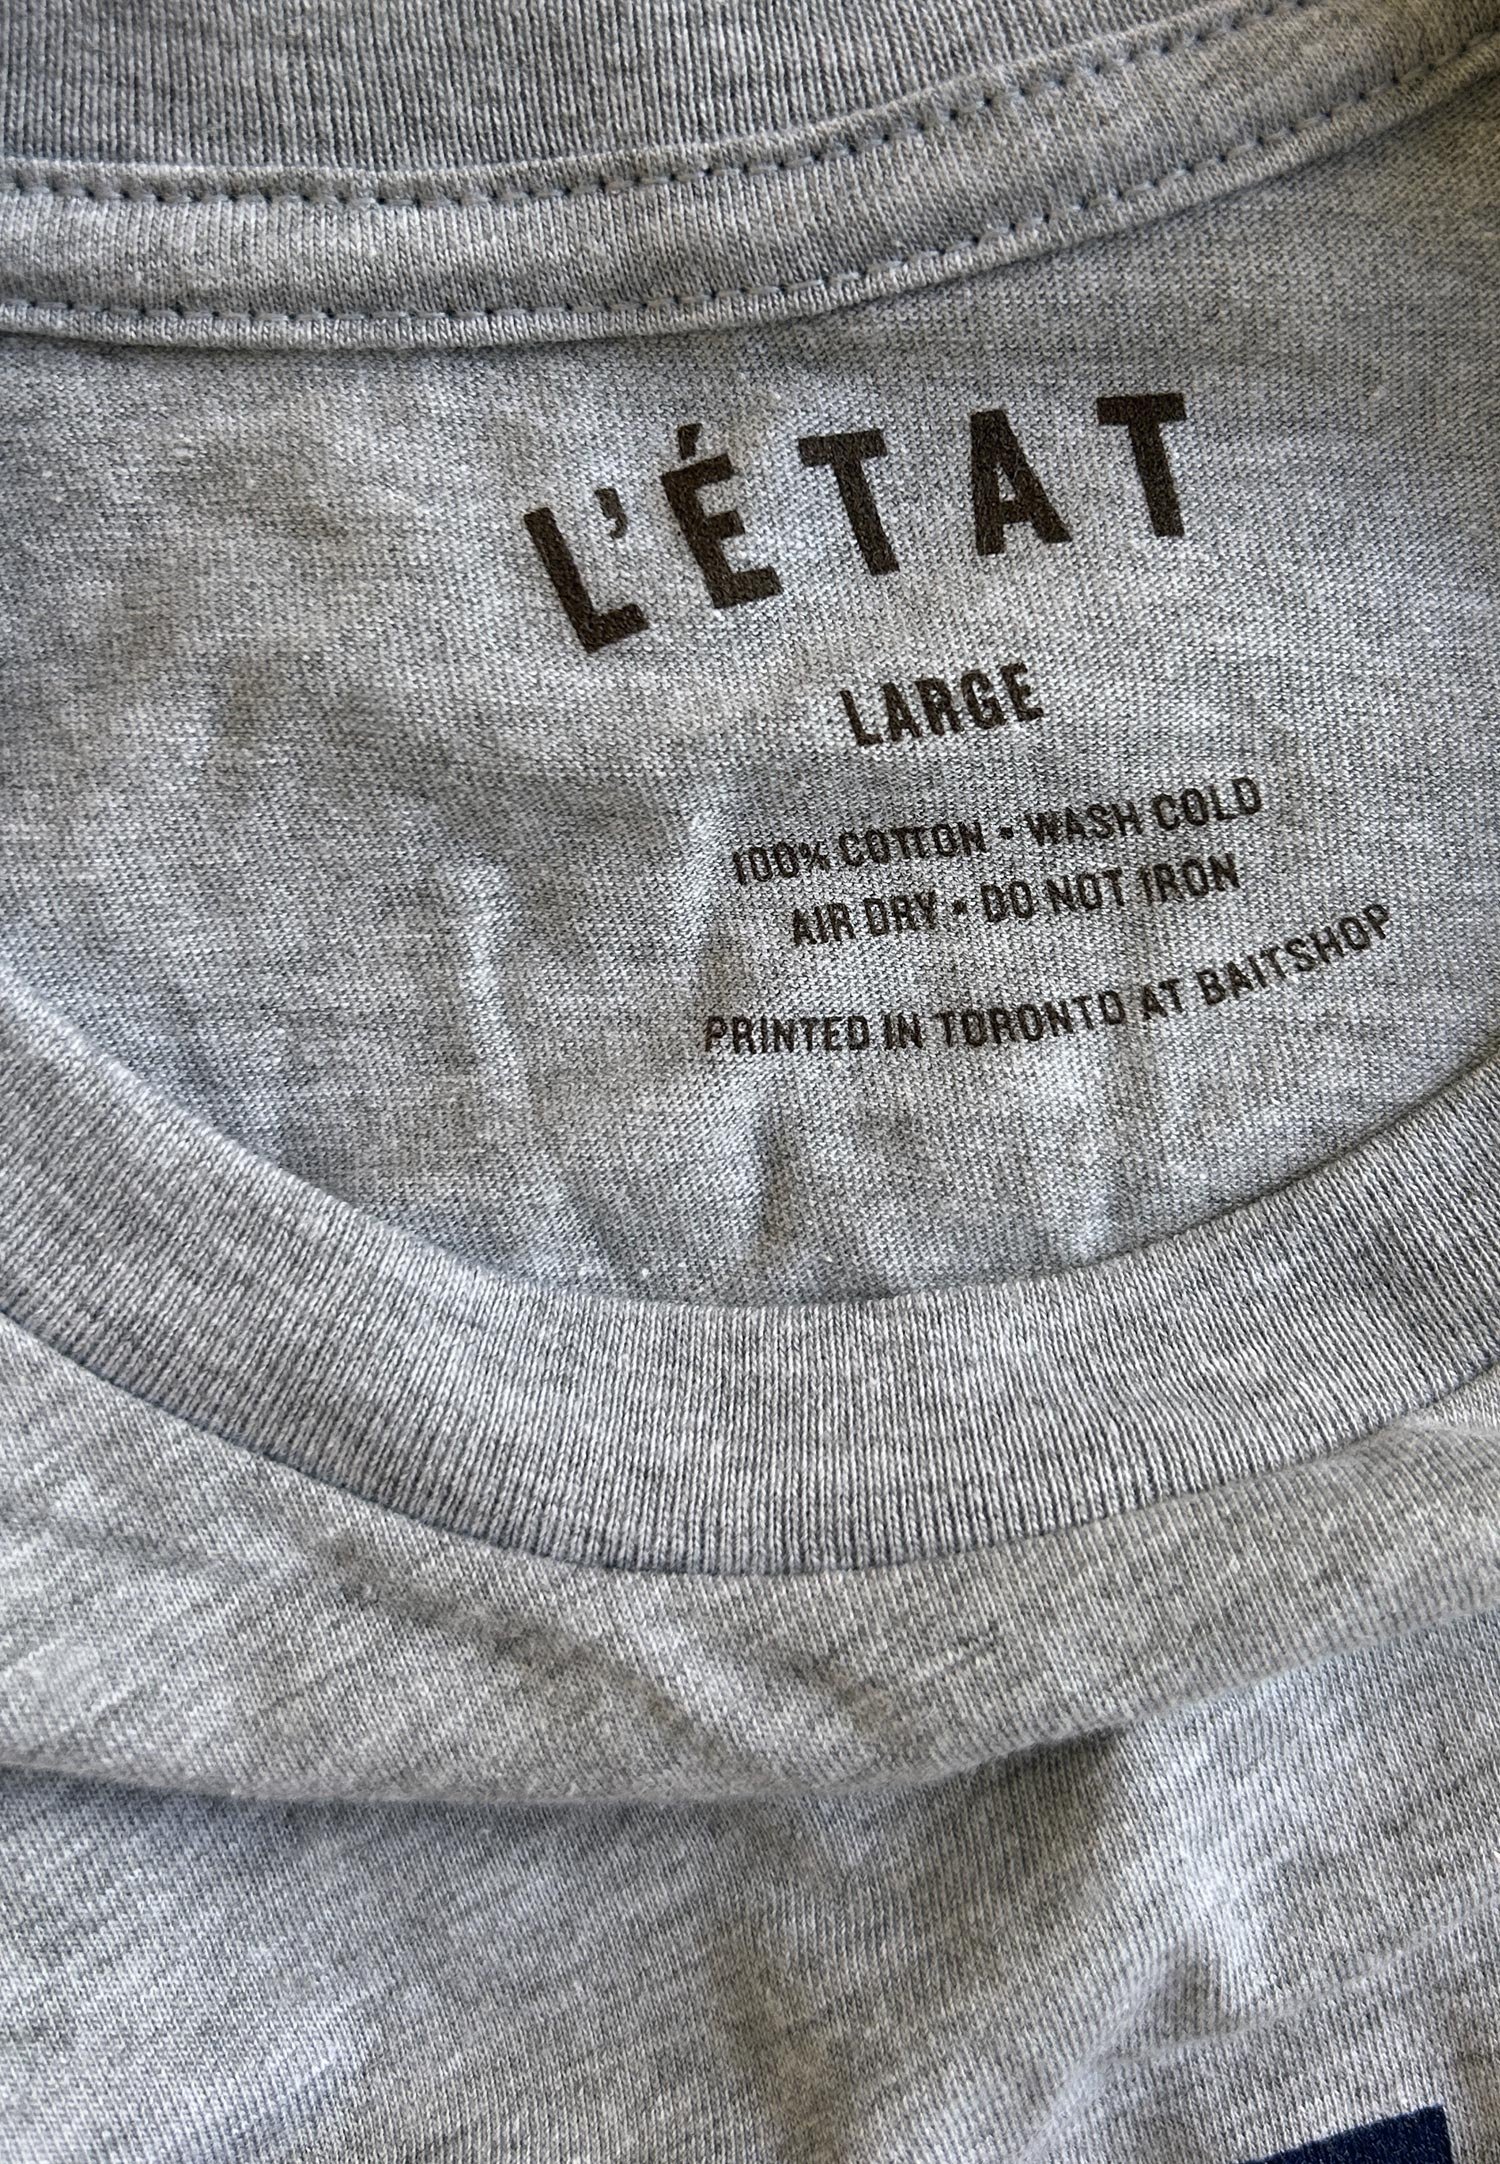 L'ÉTAT
LARGE
100% COTTON • WASH COLD
AIR DRY • DO NOT IRON
PRINTED IN TORONTO AT BAITSHOP